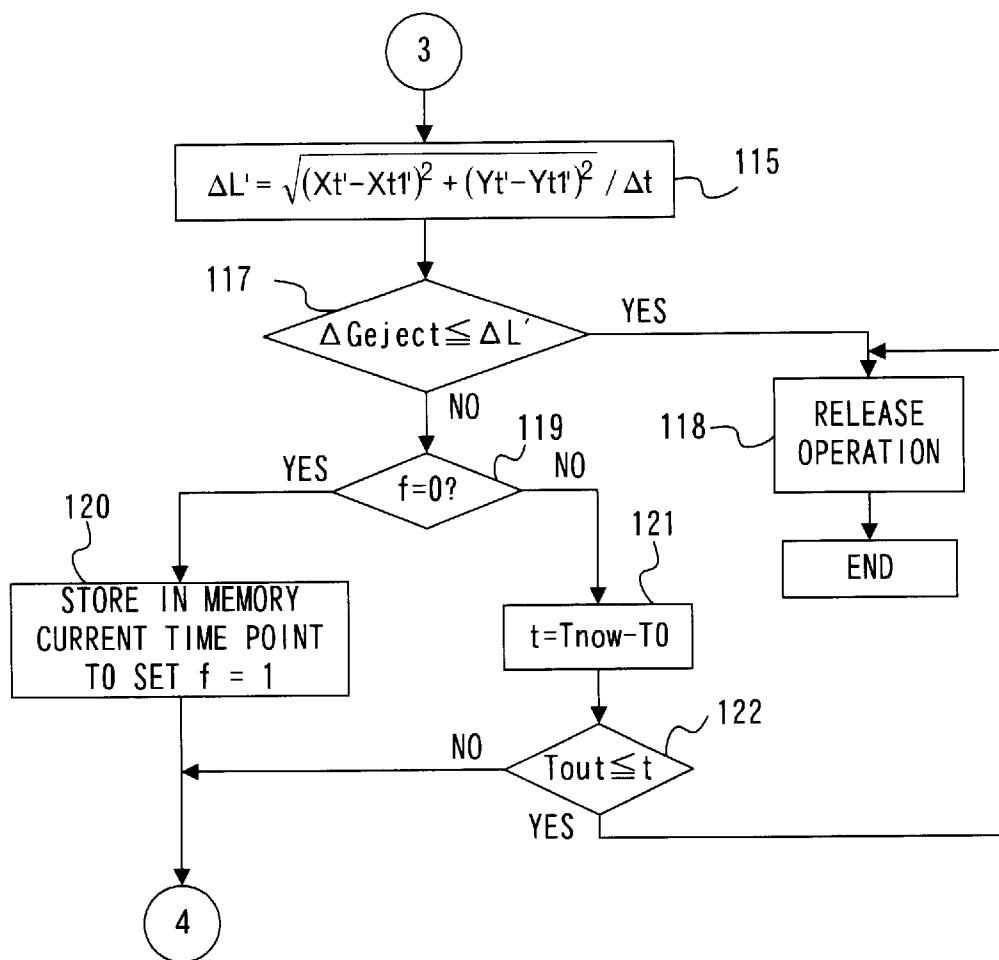 3
ΔL' = √(Xt'-Xt1')² + (Yt'-Yt1')² / Δt
115
117
ΔGeject ≦ ΔL'
YES
NO
118
RELEASE
OPERATION
END
119
YES
f=0?
NO
120
STORE IN MEMORY
CURRENT TIME POINT
TO SET f = 1
121
t=Tnow-T0
122
NO
Tout ≦ t
YES
4